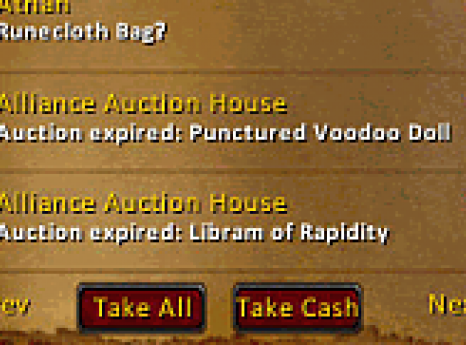 Runecloth Bag?
Alliance Auction House
Auction expired: Punctured Voodoo Doll
Alliance Auction House
Auction expired: Libram of Rapidity
Take All
Take Cash